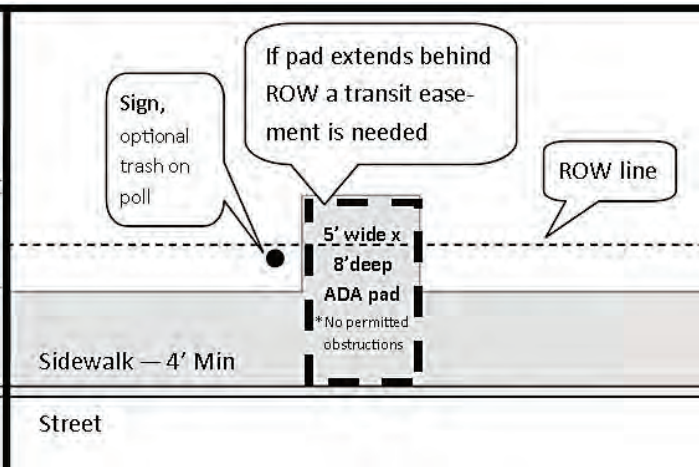 If pad extends behind
ROW a transit ease-
ment is needed
Sign,
optional
trash on
poll
ROW line
5' wide x
8'deep
ADA pad
*No permitted
obstructions
Sidewalk — 4' Min
Street